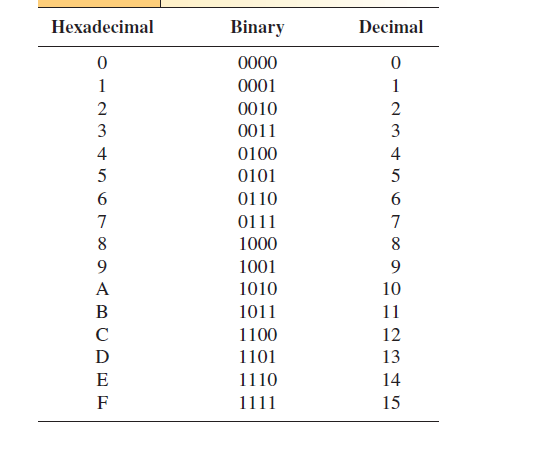 Hexadecimal Binary Decimal
0 0000 0
1 0001 1
2 0010 2
3 0011 3
4 0100 4
5 0101 5
6 0110 6
7 0111 7
8 1000 8
9 1001 9
A 1010 10
B 1011 11
C 1100 12
D 1101 13
E 1110 14
F 1111 15